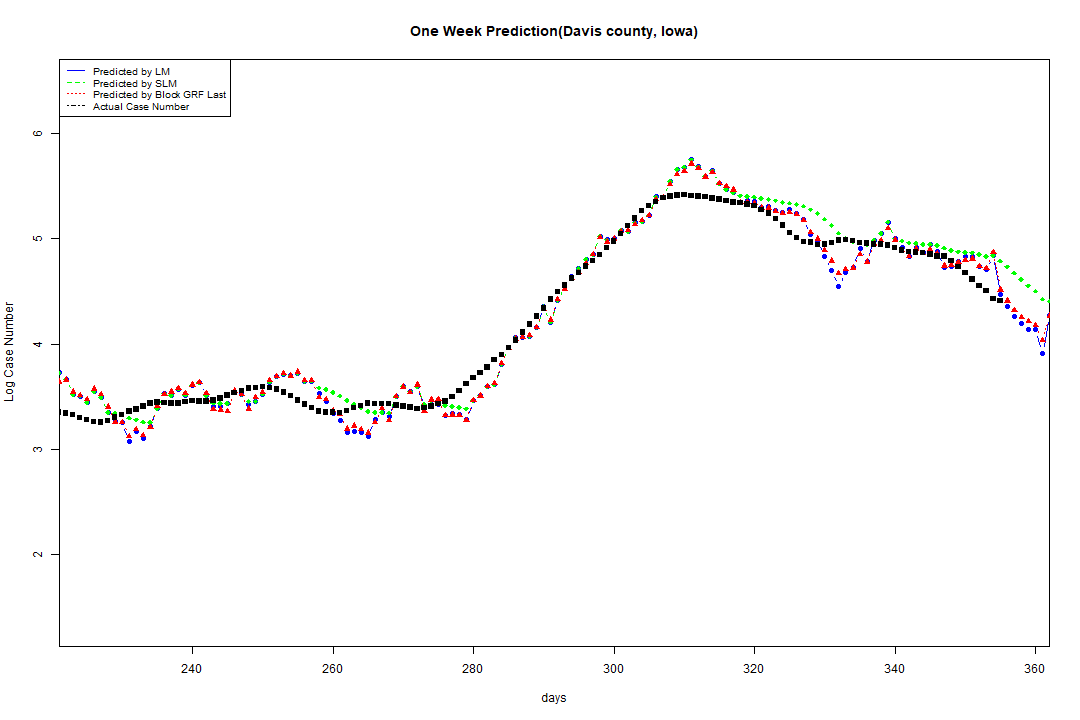 One Week Prediction(Davis county, Iowa)
Predicted by LM
Predicted by SLM
Predicted by Block GRF Last
Actual Case Number
6
5
4
3
2
Log Case Number
240 260 280 300 320 340 360
days